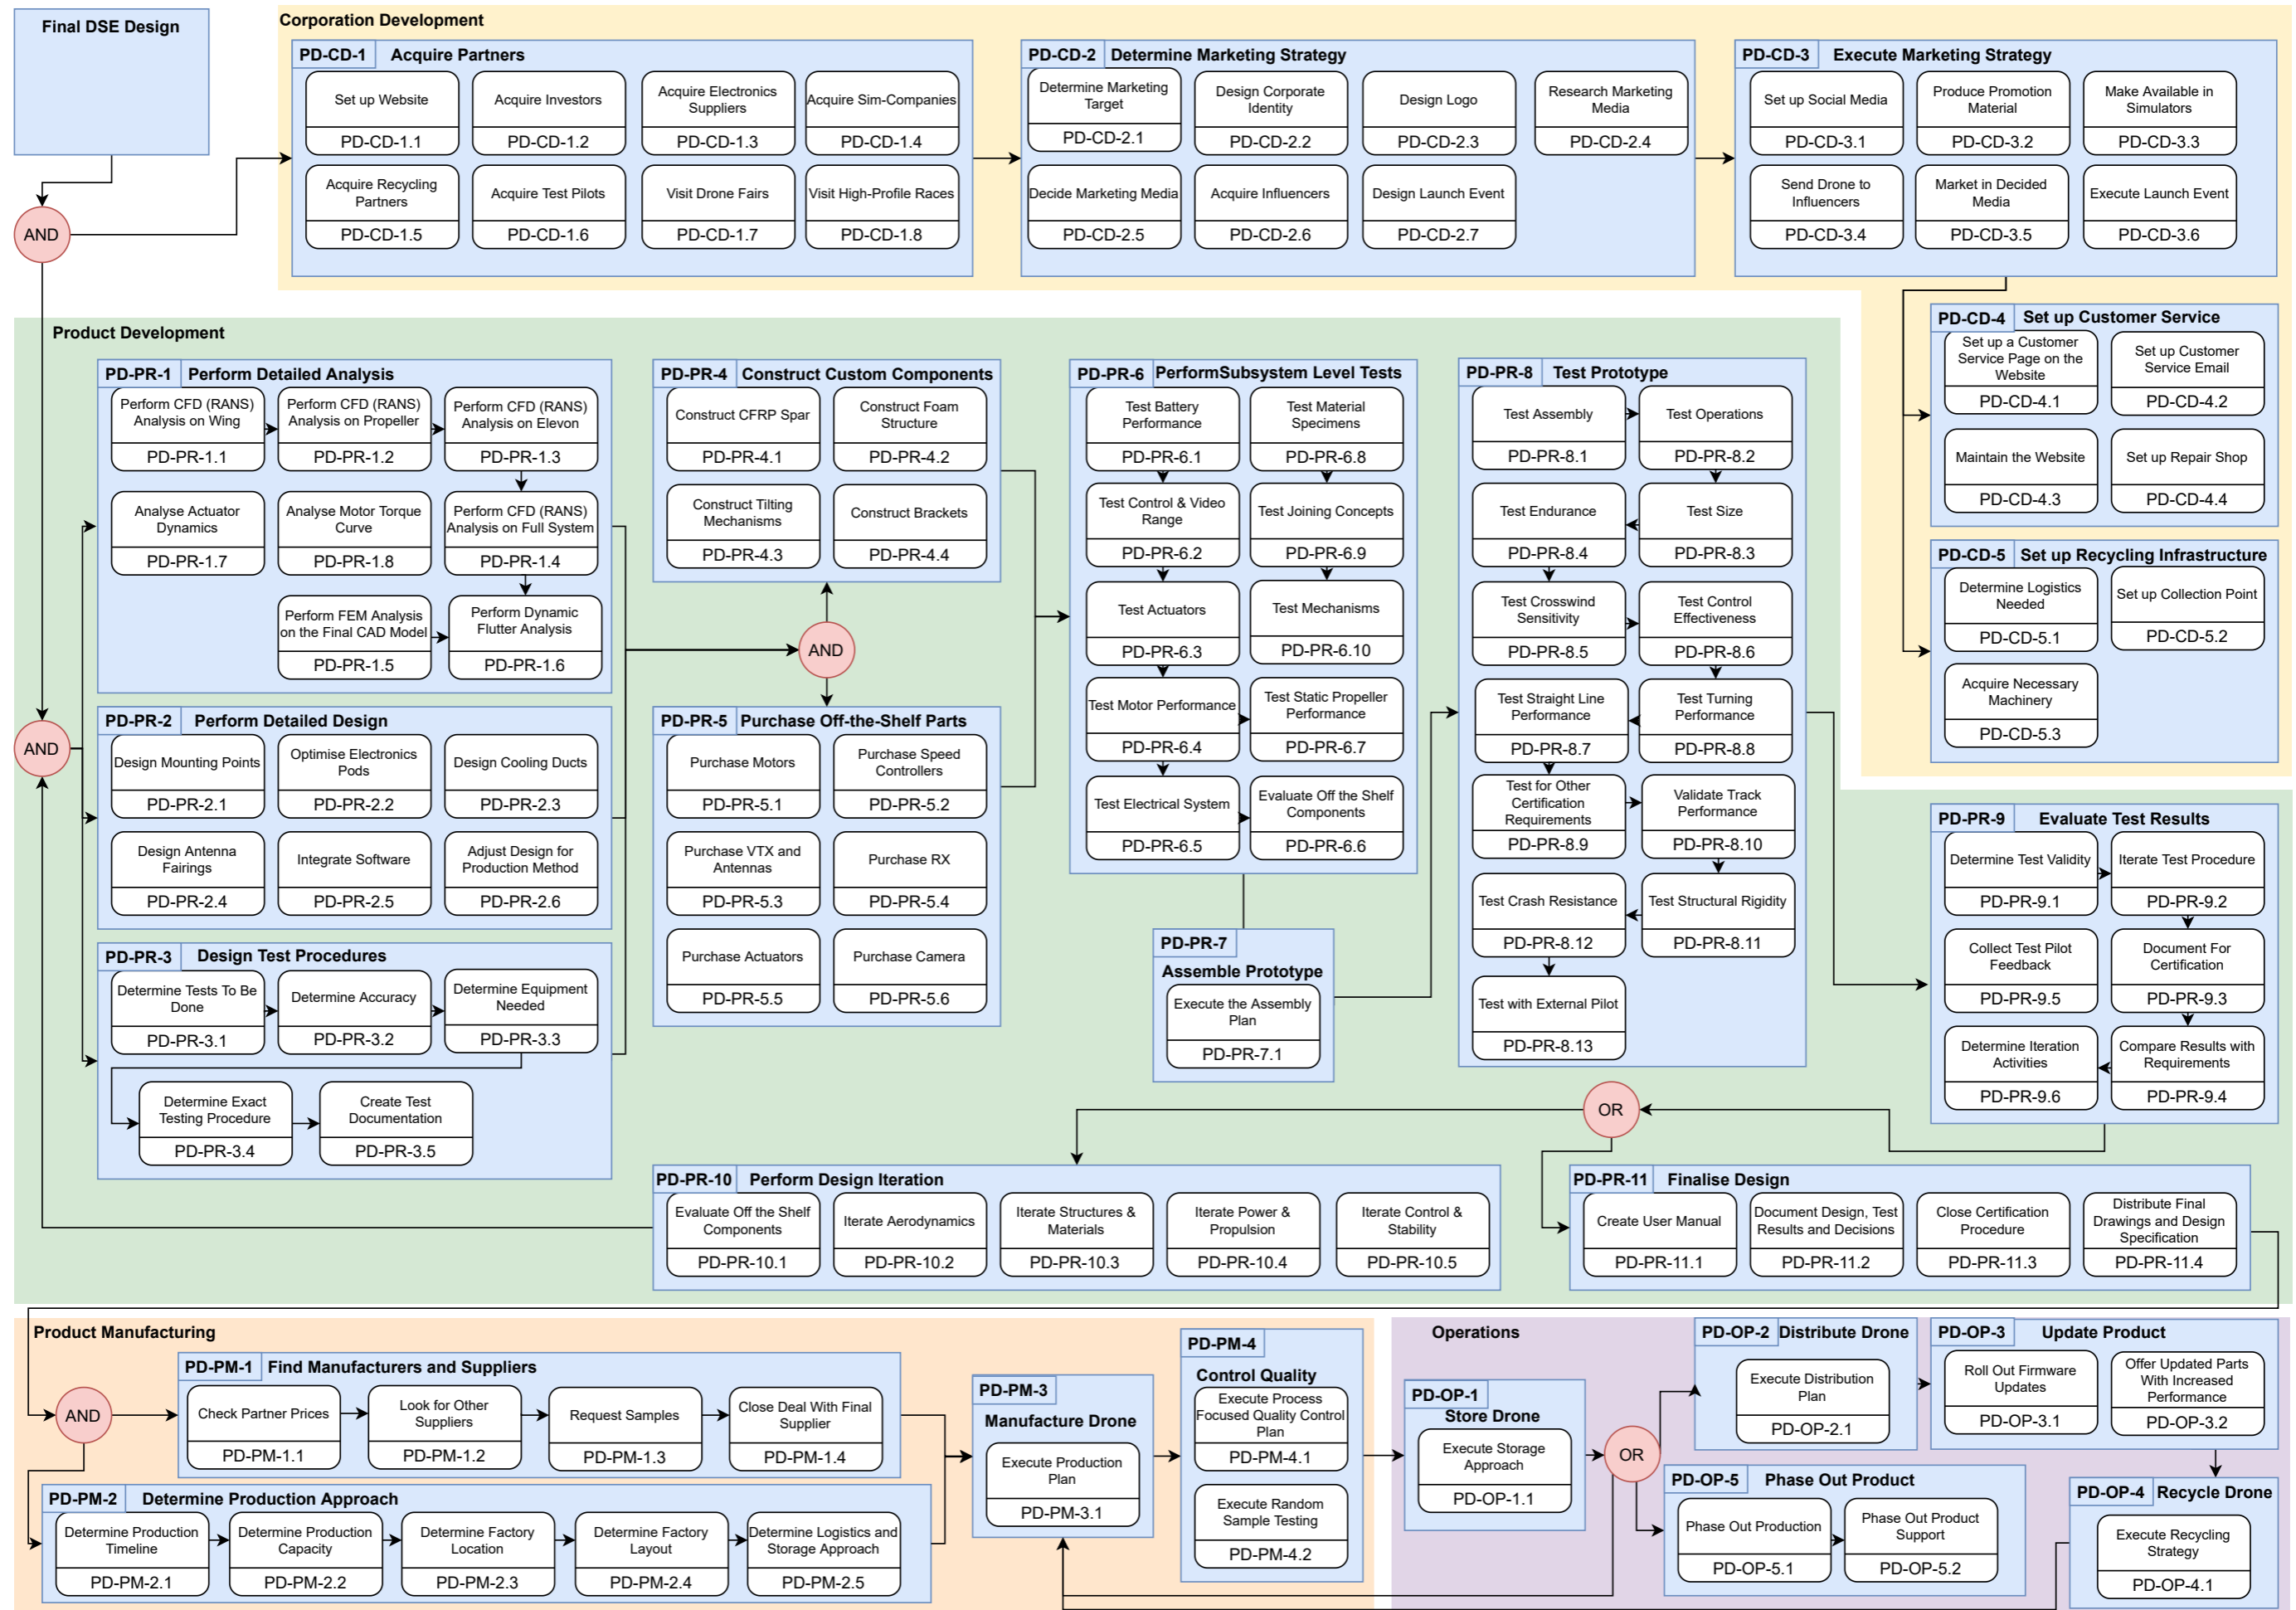 Final DSE Design
Corporation Development
PD-CD-1 Acquire Partners
Set up Website
PD-CD-1.1
Acquire Investors
PD-CD-1.2
Acquire Electronics
Suppliers
PD-CD-1.3
Acquire Sim-Companies
PD-CD-1.4
Acquire Recycling
Partners
PD-CD-1.5
Acquire Test Pilots
PD-CD-1.6
Visit Drone Fairs
PD-CD-1.7
Visit High-Profile Races
PD-CD-1.8
PD-CD-2 Determine Marketing Strategy
Determine Marketing
Target
PD-CD-2.1
Design Corporate
Identity
PD-CD-2.2
Design Logo
PD-CD-2.3
Research Marketing
Media
PD-CD-2.4
Decide Marketing Media
PD-CD-2.5
Acquire Influencers
PD-CD-2.6
Design Launch Event
PD-CD-2.7
PD-CD-3 Execute Marketing Strategy
Set up Social Media
PD-CD-3.1
Produce Promotion
Material
PD-CD-3.2
Make Available in
Simulators
PD-CD-3.3
Send Drone to
Influencers
PD-CD-3.4
Market in Decided
Media
PD-CD-3.5
Execute Launch Event
PD-CD-3.6
PD-CD-4 Set up Customer Service
Set up a Customer
Service Page on the
Website
PD-CD-4.1
Set up Customer
Service Email
PD-CD-4.2
Maintain the Website
PD-CD-4.3
Set up Repair Shop
PD-CD-4.4
PD-CD-5 Set up Recycling Infrastructure
Determine Logistics
Needed
PD-CD-5.1
Set up Collection Point
PD-CD-5.2
Acquire Necessary
Machinery
PD-CD-5.3
AND
Product Development
AND
PD-PR-1 Perform Detailed Analysis
Perform CFD (RANS)
Analysis on Wing
PD-PR-1.1
Perform CFD (RANS)
Analysis on Propeller
PD-PR-1.2
Perform CFD (RANS)
Analysis on Elevon
PD-PR-1.3
Analyse Actuator
Dynamics
PD-PR-1.7
Analyse Motor Torque
Curve
PD-PR-1.8
Perform CFD (RANS)
Analysis on Full System
PD-PR-1.4
Perform FEM Analysis
on the Final CAD Model
PD-PR-1.5
Perform Dynamic
Flutter Analysis
PD-PR-1.6
PD-PR-2 Perform Detailed Design
Design Mounting Points
PD-PR-2.1
Optimise Electronics
Pods
PD-PR-2.2
Design Cooling Ducts
PD-PR-2.3
Design Antenna
Fairings
PD-PR-2.4
Integrate Software
PD-PR-2.5
Adjust Design for
Production Method
PD-PR-2.6
PD-PR-3 Design Test Procedures
Determine Tests To Be
Done
PD-PR-3.1
Determine Accuracy
PD-PR-3.2
Determine Equipment
Needed
PD-PR-3.3
Determine Exact
Testing Procedure
PD-PR-3.4
Create Test
Documentation
PD-PR-3.5
PD-PR-4 Construct Custom Components
Construct CFRP Spar
PD-PR-4.1
Construct Foam
Structure
PD-PR-4.2
Construct Tilting
Mechanisms
PD-PR-4.3
Construct Brackets
PD-PR-4.4
AND
PD-PR-5 Purchase Off-the-Shelf Parts
Purchase Motors
PD-PR-5.1
Purchase Speed
Controllers
PD-PR-5.2
Purchase VTX and
Antennas
PD-PR-5.3
Purchase RX
PD-PR-5.4
Purchase Actuators
PD-PR-5.5
Purchase Camera
PD-PR-5.6
PD-PR-6 PerformSubsystem Level Tests
Test Battery
Performance
PD-PR-6.1
Test Material
Specimens
PD-PR-6.8
Test Control & Video
Range
PD-PR-6.2
Test Joining Concepts
PD-PR-6.9
Test Actuators
PD-PR-6.3
Test Mechanisms
PD-PR-6.10
Test Motor Performance
PD-PR-6.4
Test Static Propeller
Performance
PD-PR-6.7
Test Electrical System
PD-PR-6.5
Evaluate Off the Shelf
Components
PD-PR-6.6
PD-PR-7
Assemble Prototype
Execute the Assembly
Plan
PD-PR-7.1
PD-PR-8 Test Prototype
Test Assembly
PD-PR-8.1
Test Operations
PD-PR-8.2
Test Endurance
PD-PR-8.4
Test Size
PD-PR-8.3
Test Crosswind
Sensitivity
PD-PR-8.5
Test Control
Effectiveness
PD-PR-8.6
Test Straight Line
Performance
PD-PR-8.7
Test Turning
Performance
PD-PR-8.8
Test for Other
Certification
Requirements
PD-PR-8.9
Validate Track
Performance
PD-PR-8.10
Test Crash Resistance
PD-PR-8.12
Test Structural Rigidity
PD-PR-8.11
Test with External Pilot
PD-PR-8.13
PD-PR-9 Evaluate Test Results
Determine Test Validity
PD-PR-9.1
Iterate Test Procedure
PD-PR-9.2
Collect Test Pilot
Feedback
PD-PR-9.5
Document For
Certification
PD-PR-9.3
Determine Iteration
Activities
PD-PR-9.6
Compare Results with
Requirements
PD-PR-9.4
OR
PD-PR-10 Perform Design Iteration
Evaluate Off the Shelf
Components
PD-PR-10.1
Iterate Aerodynamics
PD-PR-10.2
Iterate Structures &
Materials
PD-PR-10.3
Iterate Power &
Propulsion
PD-PR-10.4
Iterate Control &
Stability
PD-PR-10.5
PD-PR-11 Finalise Design
Create User Manual
PD-PR-11.1
Document Design, Test
Results and Decisions
PD-PR-11.2
Close Certification
Procedure
PD-PR-11.3
Distribute Final
Drawings and Design
Specification
PD-PR-11.4
Product Manufacturing
AND
PD-PM-1 Find Manufacturers and Suppliers
Check Partner Prices
PD-PM-1.1
Look for Other
Suppliers
PD-PM-1.2
Request Samples
PD-PM-1.3
Close Deal With Final
Supplier
PD-PM-1.4
PD-PM-2 Determine Production Approach
Determine Production
Timeline
PD-PM-2.1
Determine Production
Capacity
PD-PM-2.2
Determine Factory
Location
PD-PM-2.3
Determine Factory
Layout
PD-PM-2.4
Determine Logistics and
Storage Approach
PD-PM-2.5
PD-PM-3
Manufacture Drone
Execute Production
Plan
PD-PM-3.1
PD-PM-4
Control Quality
Execute Process
Focused Quality Control
Plan
PD-PM-4.1
Execute Random
Sample Testing
PD-PM-4.2
Operations
PD-OP-1
Store Drone
Execute Storage
Approach
PD-OP-1.1
OR
PD-OP-2 Distribute Drone
Execute Distribution
Plan
PD-OP-2.1
PD-OP-3 Update Product
Roll Out Firmware
Updates
PD-OP-3.1
Offer Updated Parts
With Increased
Performance
PD-OP-3.2
PD-OP-5 Phase Out Product
Phase Out Production
PD-OP-5.1
Phase Out Product
Support
PD-OP-5.2
PD-OP-4 Recycle Drone
Execute Recycling
Strategy
PD-OP-4.1